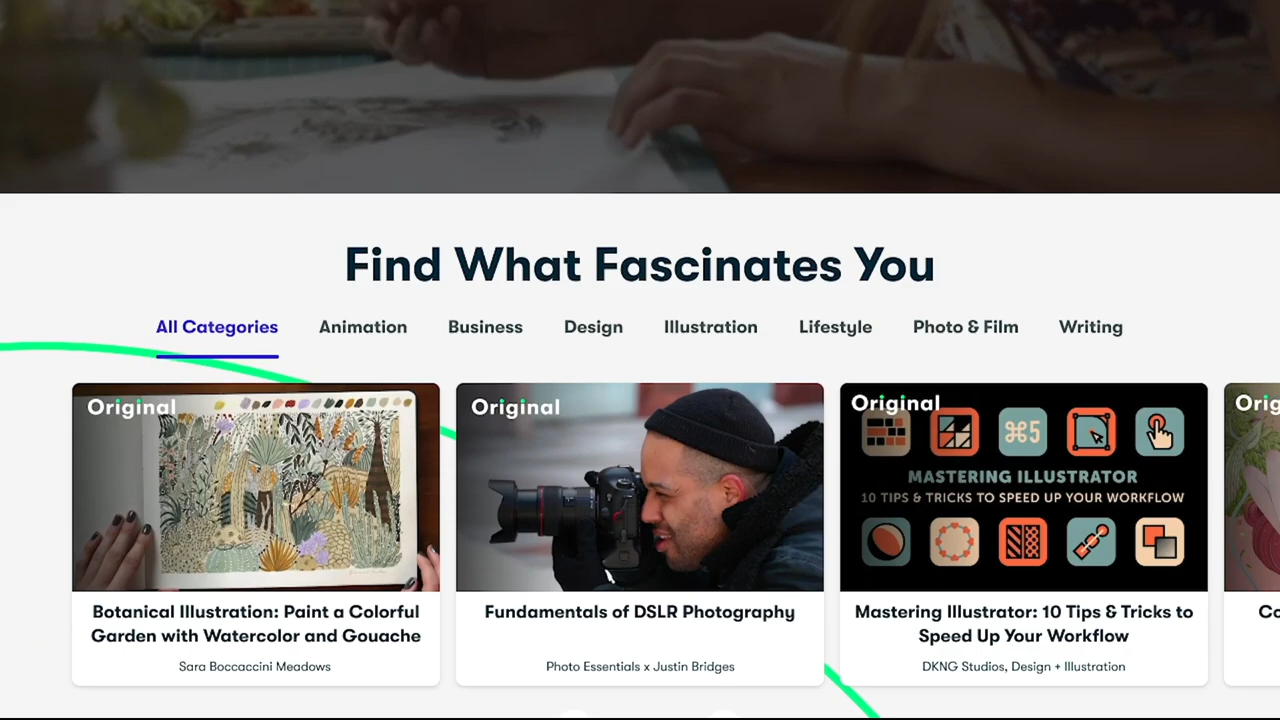 Find What Fascinates You
All Categories Animation Business Design Illustration Lifestyle Photo & Film Writing
Original
Botanical Illustration: Paint a Colorful
Garden with Watercolor and Gouache
Sara Boccaccini Meadows
Original
Fundamentals of DSLR Photography
Photo Essentials x Justin Bridges
Original
⌘5
MASTERING ILLUSTRATOR
10 TIPS & TRICKS TO SPEED UP YOUR WORKFLOW
Mastering Illustrator: 10 Tips & Tricks to
Speed Up Your Workflow
DKNG Studios, Design + Illustration